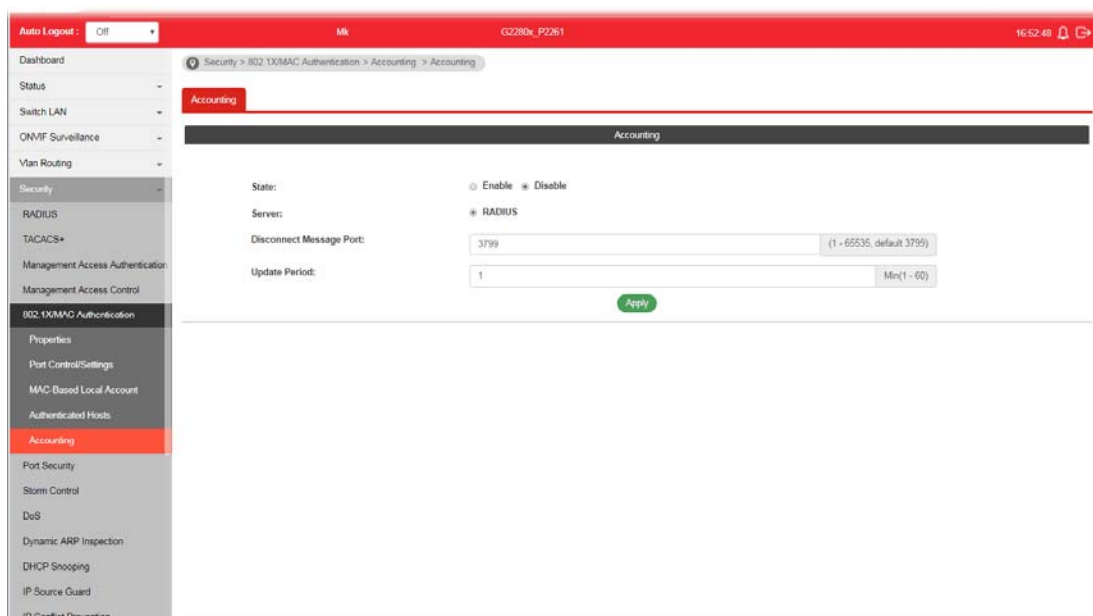 Auto Logout : Off Mk G2280x_P2261 16:52:48
Dashboard
Security > 802.1X/MAC Authentication > Accounting > Accounting
Status
Accounting
Switch LAN
ONVIF Surveillance
Accounting
Vlan Routing
Security
State: Enable Disable
RADIUS
Server: RADIUS
TACACS+
Disconnect Message Port: 3799 (1 - 65535, default 3799)
Management Access Authentication
Update Period: 1 Min(1 - 60)
Management Access Control
Apply
802.1X/MAC Authentication
Properties
Port Control/Settings
MAC-Based Local Account
Authenticated Hosts
Accounting
Port Security
Storm Control
DoS
Dynamic ARP Inspection
DHCP Snooping
IP Source Guard
IP Conflict Prevention